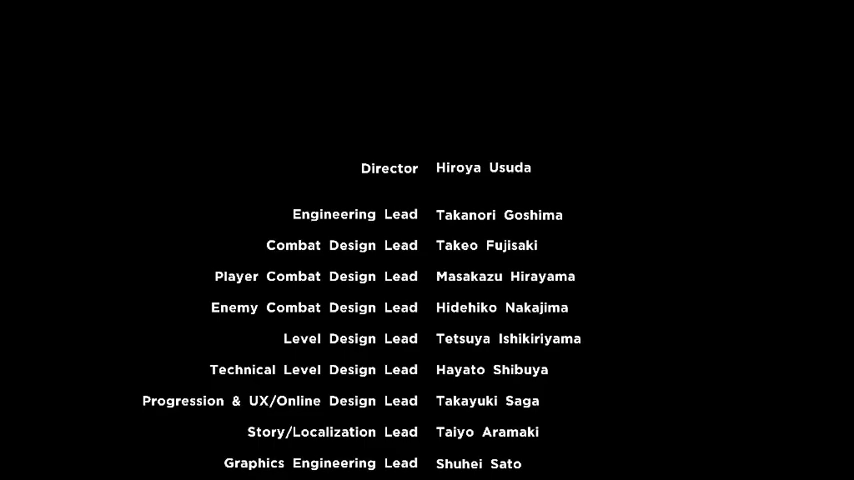 Director Hiroya Usuda
Engineering Lead Takanori Goshima
Combat Design Lead Takeo Fujisaki
Player Combat Design Lead Masakazu Hirayama
Enemy Combat Design Lead Hidehiko Nakajima
Level Design Lead Tetsuya Ishikiriyama
Technical Level Design Lead Hayato Shibuya
Progression & UX/Online Design Lead Takayuki Saga
Story/Localization Lead Taiyo Aramaki
Graphics Engineering Lead Shuhei Sato